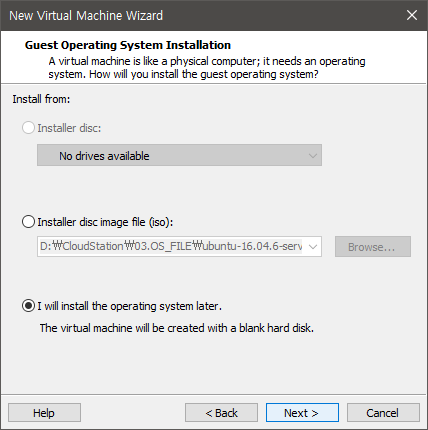 New Virtual Machine Wizard
Guest Operating System Installation
A virtual machine is like a physical computer; it needs an operating
system. How will you install the guest operating system?
Install from:
Installer disc:
No drives available
Installer disc image file (iso):
D:₩CloudStation₩03.OS_FILE₩ubuntu-16.04.6-serv
Browse...
I will install the operating system later.
The virtual machine will be created with a blank hard disk.
Help
< Back
Next >
Cancel